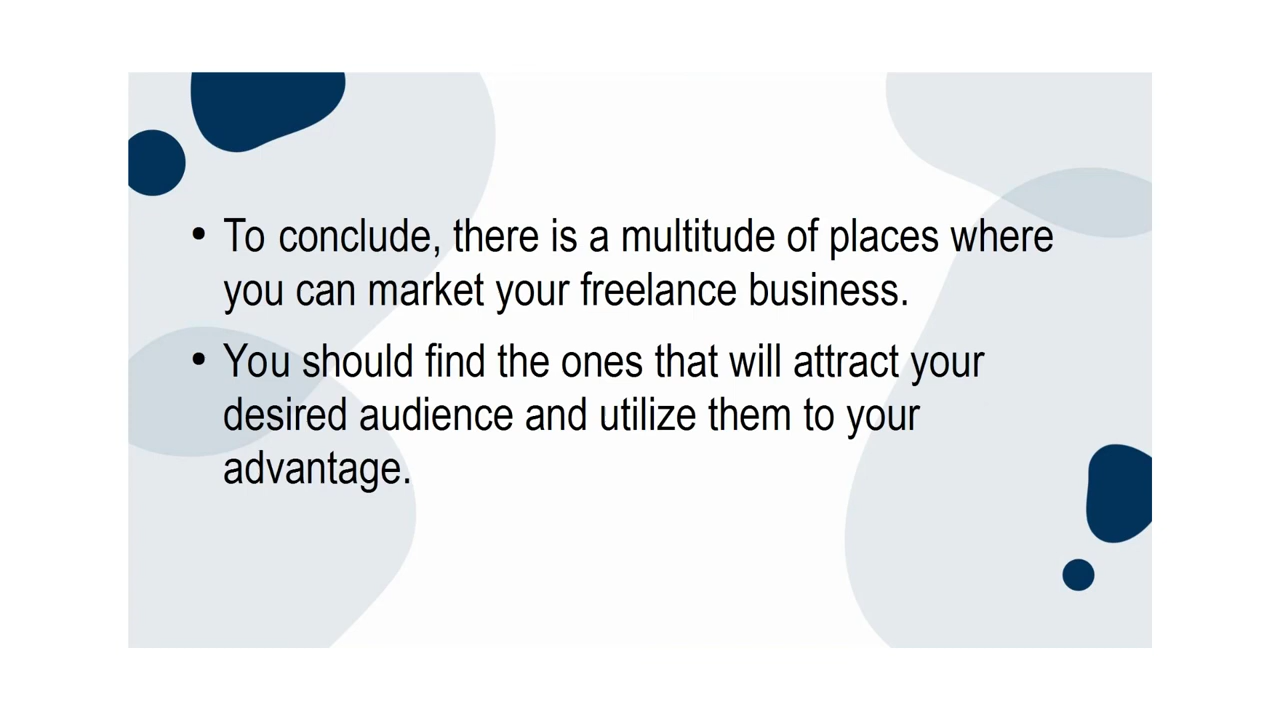 • To conclude, there is a multitude of places where
you can market your freelance business.
• You should find the ones that will attract your
desired audience and utilize them to your
advantage.